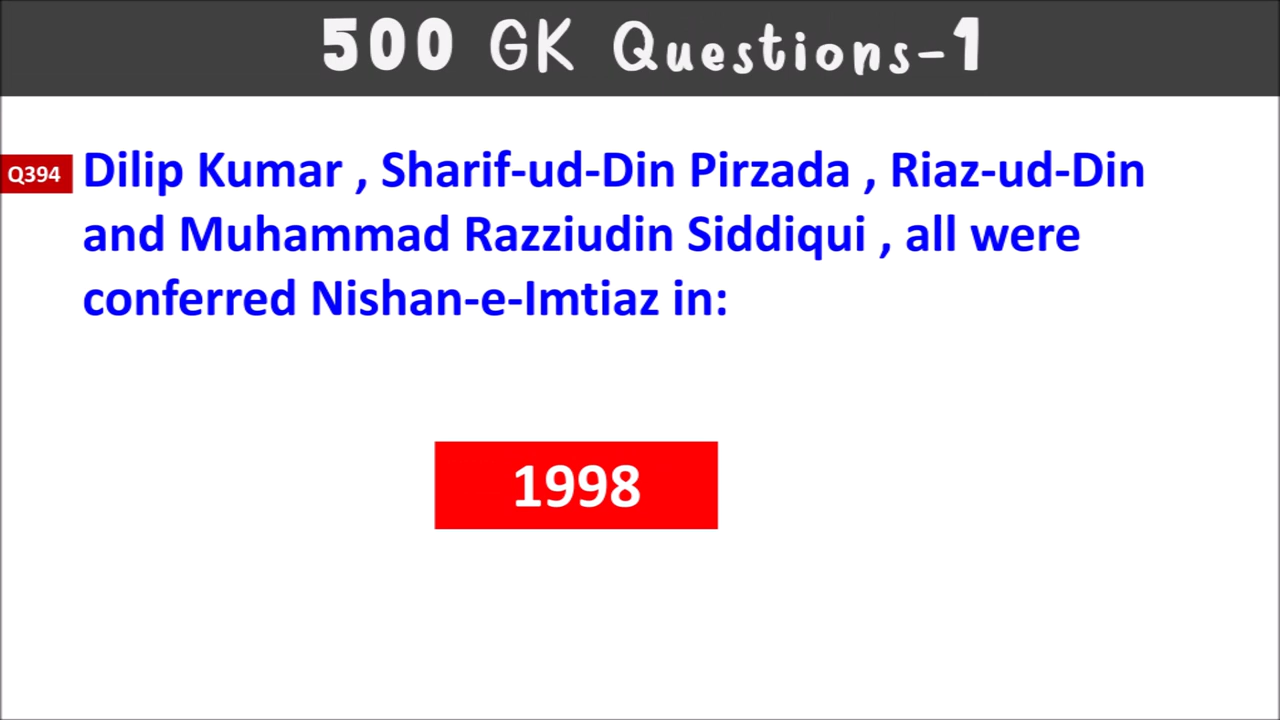 500 GK Questions-1
Q394
Dilip Kumar , Sharif-ud-Din Pirzada , Riaz-ud-Din
and Muhammad Razziudin Siddiqui , all were
conferred Nishan-e-Imtiaz in:
1998